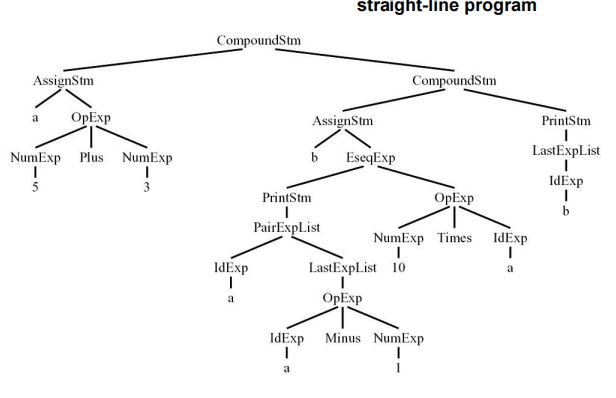 straight-line program
CompoundStm
AssignStm CompoundStm
a OpExp AssignStm PrintStm
NumExp Plus NumExp b EseqExp LastExpList
5 3 PrintStm OpExp IdExp
PairExpList b
NumExp Times IdExp
IdExp LastExpList 10 a
a OpExp
IdExp Minus NumExp
a 1